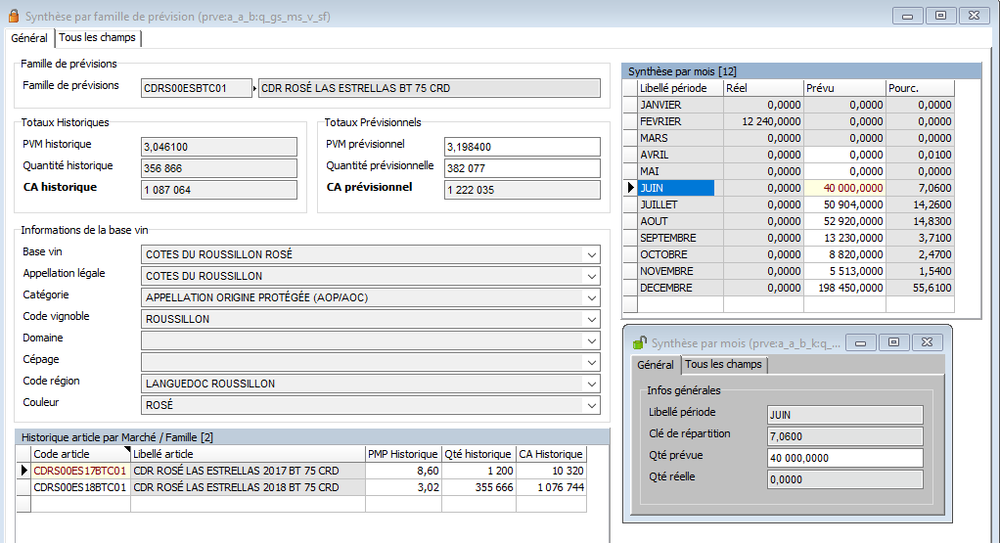 Synthèse par famille de prévision (prve:a_a_b:q_gs_ms_v_sf)
Général Tous les champs
Famille de prévisions
Famille de prévisions CDRS00ESBTC01 CDR ROSÉ LAS ESTRELLAS BT 75 CRD
Totaux Historiques
PVM historique 3,046100
Quantité historique 356 866
CA historique 1 087 064
Totaux Prévisionnels
PVM prévisionnel 3,198400
Quantité prévisionnelle 382 077
CA prévisionnel 1 222 035
Informations de la base vin
Base vin COTES DU ROUSSILLON ROSÉ
Appellation légale COTES DU ROUSSILLON
Catégorie APPELLATION ORIGINE PROTÉGÉE (AOP/AOC)
Code vignoble ROUSSILLON
Domaine
Cépage
Code région LANGUEDOC ROUSSILLON
Couleur ROSÉ
Historique article par Marché / Famille [2]
Code article Libellé article PMP Historique Qté historique CA Historique
CDRS00ES17BTC01 CDR ROSÉ LAS ESTRELLAS 2017 BT 75 CRD 8,60 1 200 10 320
CDRS00ES18BTC01 CDR ROSÉ LAS ESTRELLAS 2018 BT 75 CRD 3,02 355 666 1 076 744
Synthèse par mois [12]
Libellé période Réel Prévu Pourc.
JANVIER 0,0000 0,0000 0,0000
FEVRIER 12 240,0000 0,0000 0,0000
MARS 0,0000 0,0000 0,0000
AVRIL 0,0000 0,0000 0,0100
MAI 0,0000 0,0000 0,0000
JUIN 0,0000 40 000,0000 7,0600
JUILLET 0,0000 50 904,0000 14,2600
AOUT 0,0000 52 920,0000 14,8300
SEPTEMBRE 0,0000 13 230,0000 3,7100
OCTOBRE 0,0000 8 820,0000 2,4700
NOVEMBRE 0,0000 5 513,0000 1,5400
DECEMBRE 0,0000 198 450,0000 55,6100
Synthèse par mois (prve:a_a_b_k:q_...
Général Tous les champs
Infos générales
Libellé période JUIN
Clé de répartition 7,0600
Qté prévue 40 000,0000
Qté réelle 0,0000